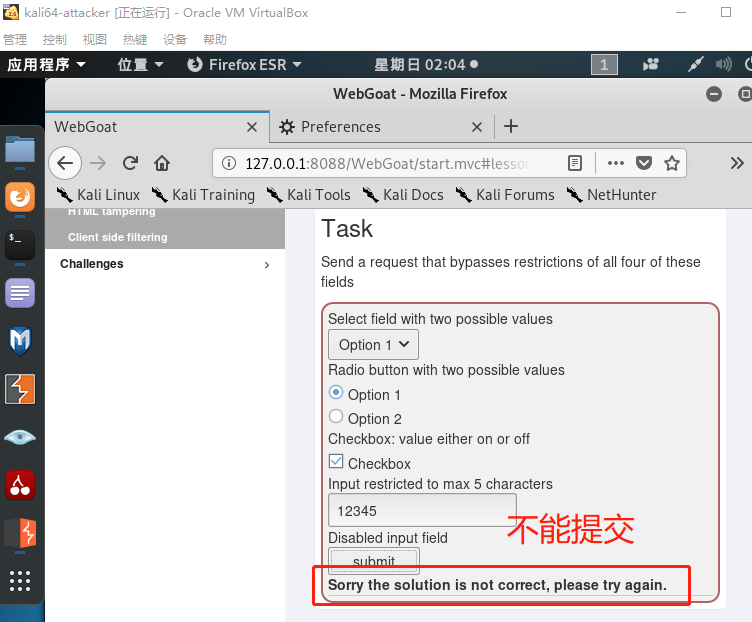 kali64-attacker [正在运行] - Oracle VM VirtualBox
管理 控制 视图 热键 设备 帮助
应用程序 位置 Firefox ESR 星期日 02:04 1
WebGoat - Mozilla Firefox
WebGoat Preferences
127.0.0.1:8088/WebGoat/start.mvc#lesson
Kali Linux Kali Training Kali Tools Kali Docs Kali Forums NetHunter
HTML tampering
Client side filtering
Challenges
Task
Send a request that bypasses restrictions of all four of these
fields
Select field with two possible values
Option 1
Radio button with two possible values
Option 1
Option 2
Checkbox: value either on or off
Checkbox
Input restricted to max 5 characters
12345
不能提交
Disabled input field
submit
Sorry the solution is not correct, please try again.